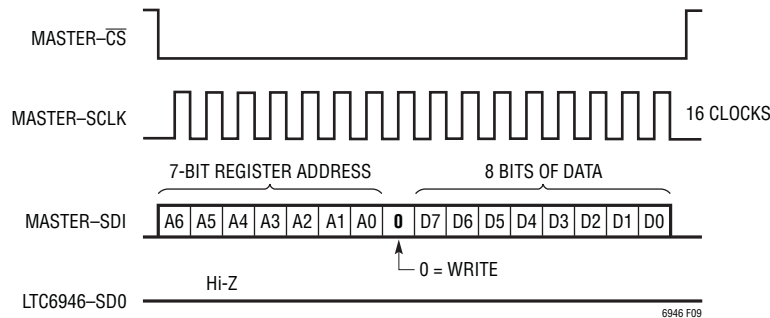 MASTER–CS
MASTER–SCLK
16 CLOCKS
7-BIT REGISTER ADDRESS
8 BITS OF DATA
MASTER–SDI
A6 A5 A4 A3 A2 A1 A0 0 D7 D6 D5 D4 D3 D2 D1 D0
0 = WRITE
Hi-Z
LTC6946–SD0
6946 F09